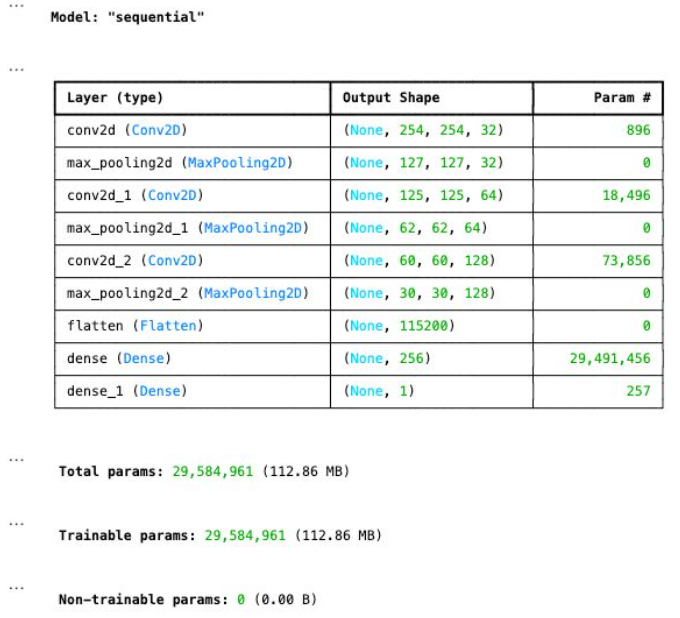 ...
Model: "sequential"
...
Layer (type) Output Shape Param #
conv2d (Conv2D) (None, 254, 254, 32) 896
max_pooling2d (MaxPooling2D) (None, 127, 127, 32) 0
conv2d_1 (Conv2D) (None, 125, 125, 64) 18,496
max_pooling2d_1 (MaxPooling2D) (None, 62, 62, 64) 0
conv2d_2 (Conv2D) (None, 60, 60, 128) 73,856
max_pooling2d_2 (MaxPooling2D) (None, 30, 30, 128) 0
flatten (Flatten) (None, 115200) 0
dense (Dense) (None, 256) 29,491,456
dense_1 (Dense) (None, 1) 257
...
Total params: 29,584,961 (112.86 MB)
...
Trainable params: 29,584,961 (112.86 MB)
...
Non-trainable params: 0 (0.00 B)